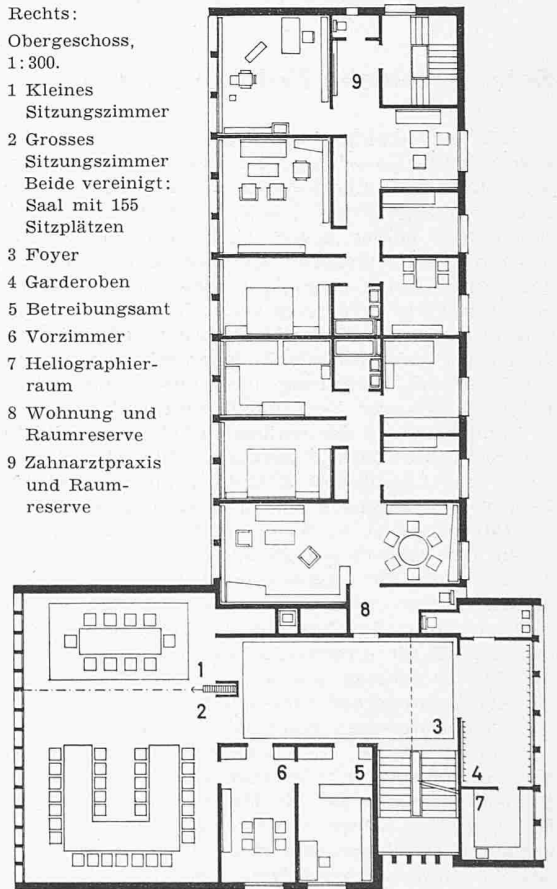 Rechts:
Obergeschoss,
1:300.
1 Kleines
Sitzungszimmer
2 Grosses
Sitzungszimmer
Beide vereinigt:
Saal mit 155
Sitzplätzen
3 Foyer
4 Garderoben
5 Betreibungsamt
6 Vorzimmer
7 Heliographier-
raum
8 Wohnung und
Raumreserve
9 Zahnarztpraxis
und Raum-
reserve
9
8
1
2
3
6
5
4
7